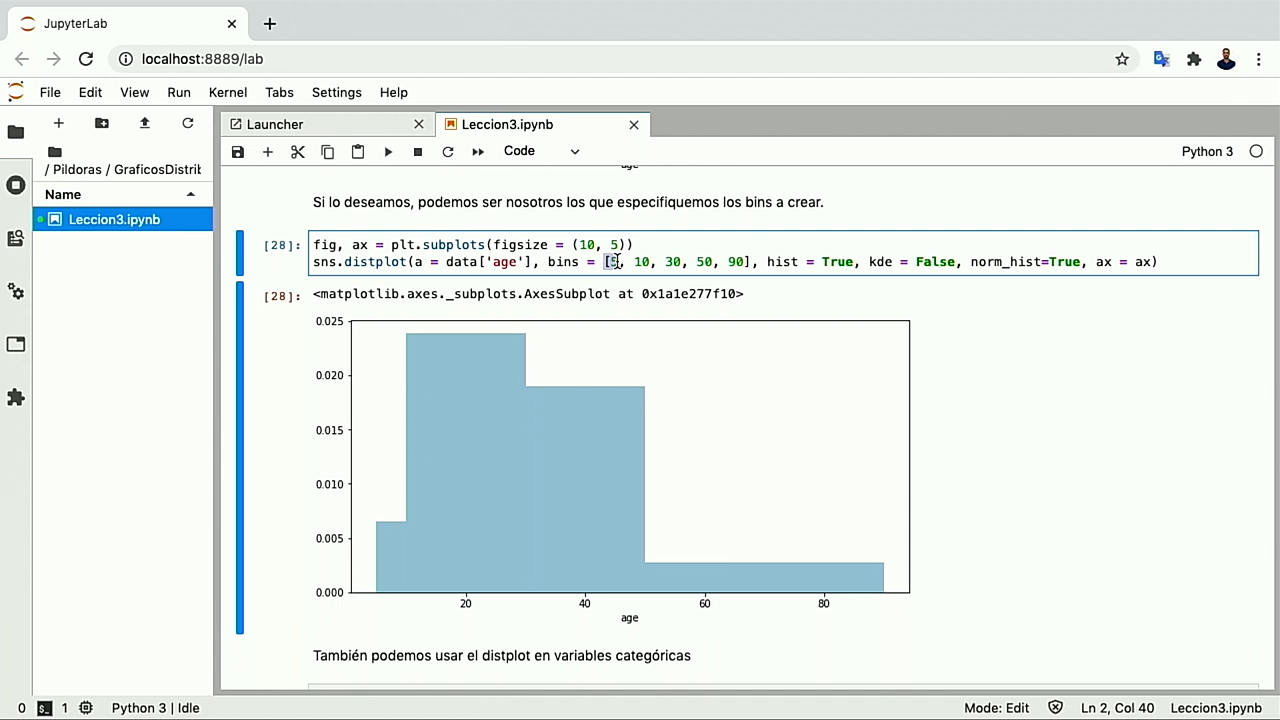 JupyterLab
localhost:8889/lab
File Edit View Run Kernel Tabs Settings Help
Launcher
Leccion3.ipynb
Code
Python 3
/ Pildoras / GraficosDistrib
Name
Leccion3.ipynb
age
Si lo deseamos, podemos ser nosotros los que especifiquemos los bins a crear.
[28]: fig, ax = plt.subplots(figsize = (10, 5))
sns.distplot(a = data['age'], bins = [5, 10, 30, 50, 90], hist = True, kde = False, norm_hist=True, ax = ax)
[28]: <matplotlib.axes._subplots.AxesSubplot at 0x1a1e277f10>
0.025
0.020
0.015
0.010
0.005
0.000
20 40 60 80
age
También podemos usar el distplot en variables categóricas
0 1 Python 3 | Idle Mode: Edit Ln 2, Col 40 Leccion3.ipynb